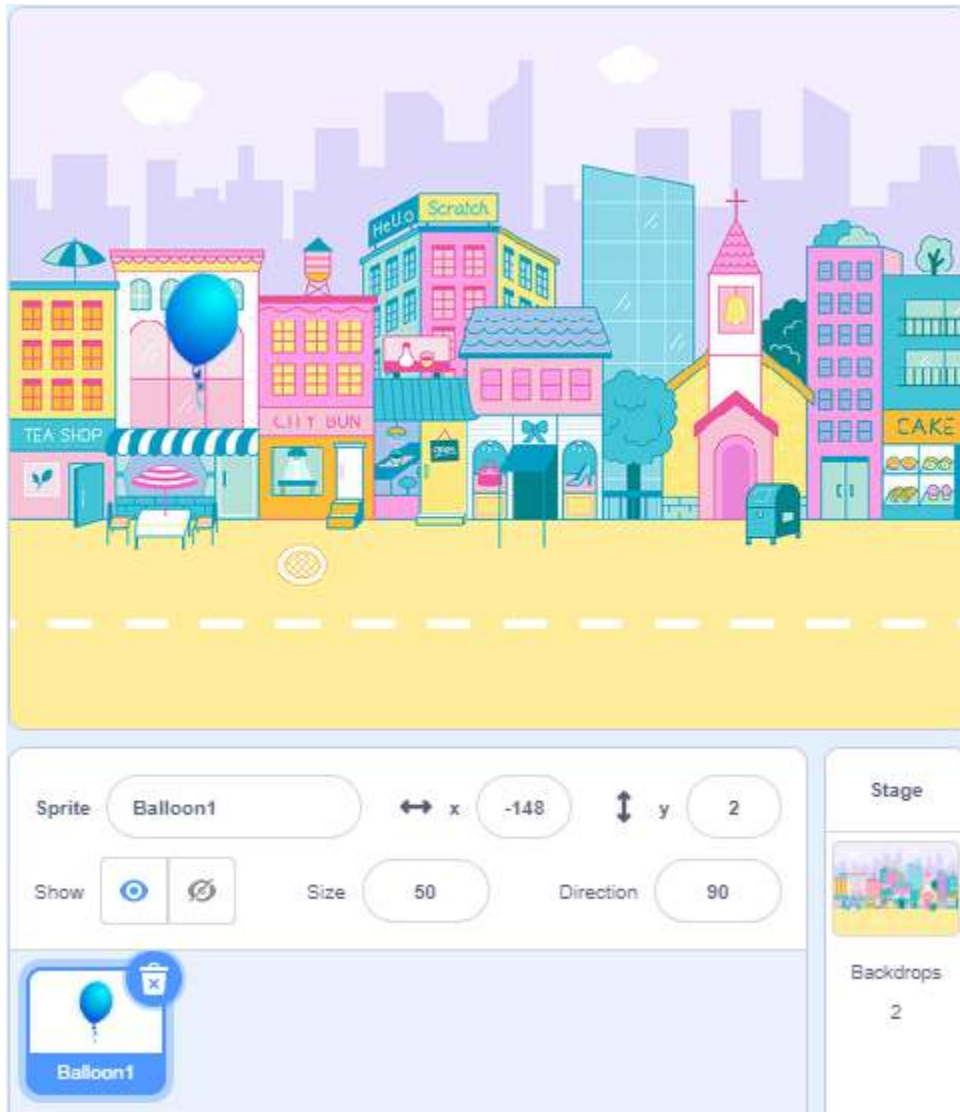 HeLLo Scratch
TEA SHOP
CITY BUN
OPEN
CAKE
Sprite Balloon1 x -148 y 2
Show Size 50 Direction 90
Stage
Backdrops
2
Balloon1